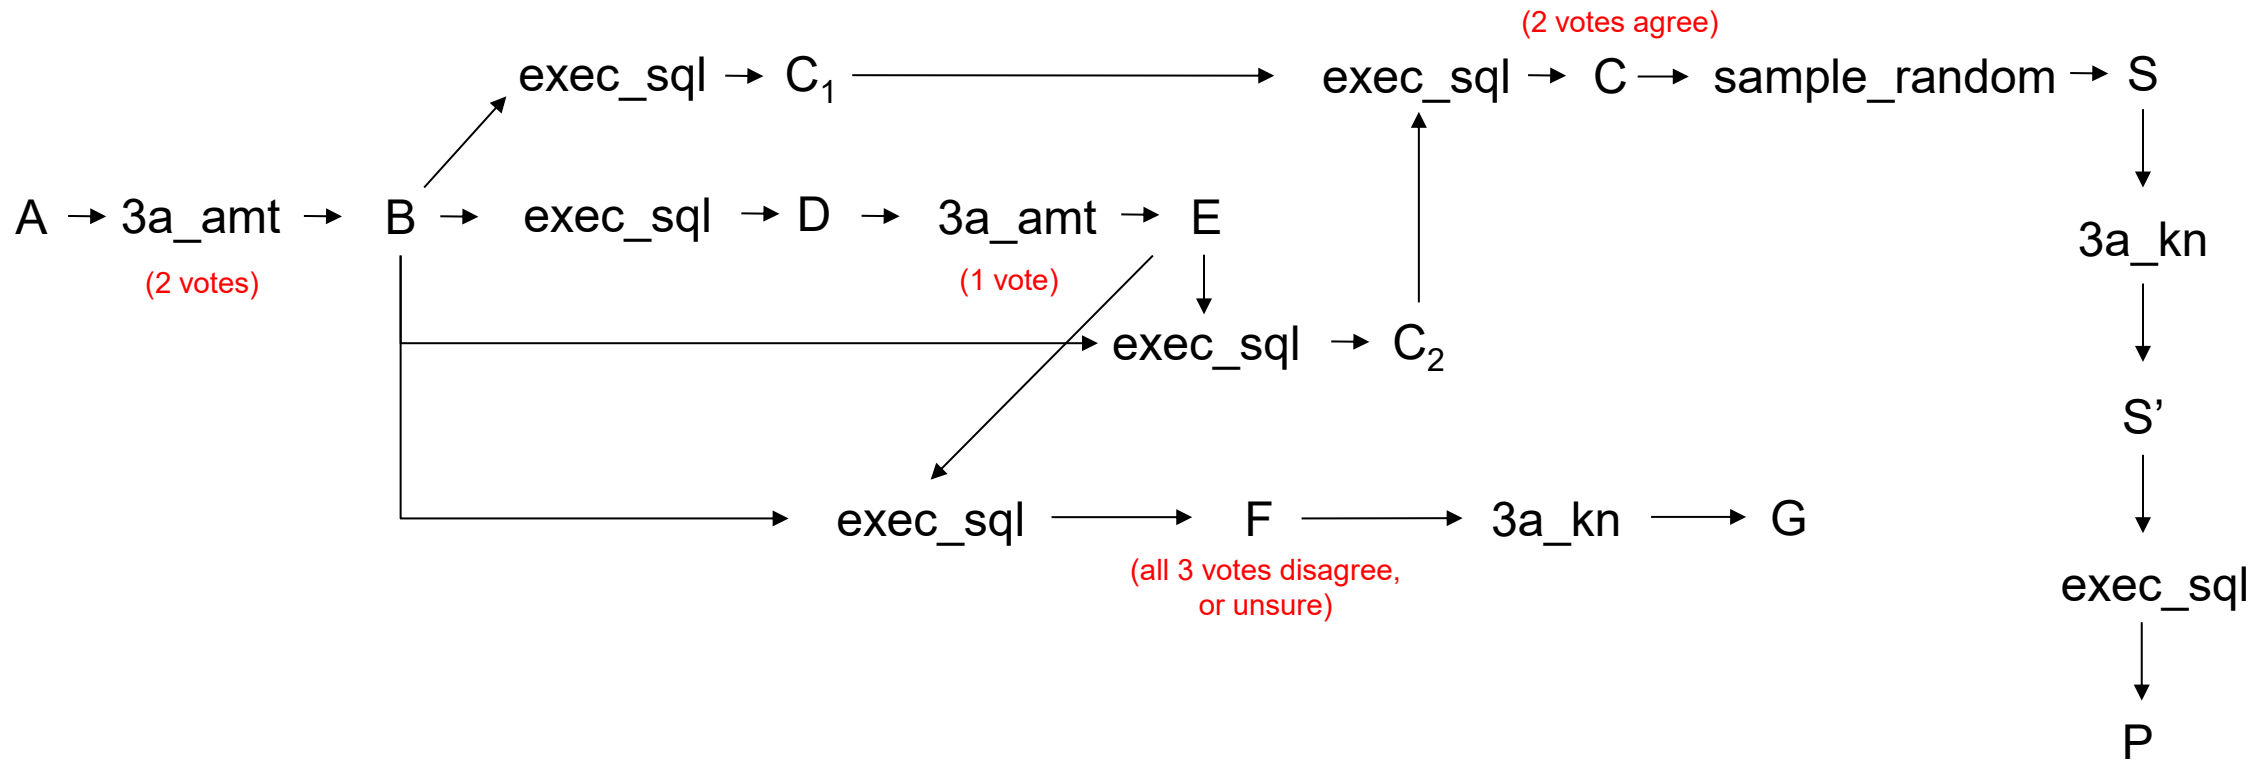 (2 votes agree)
exec_sql C₁ exec_sql C sample_random S
A 3a_amt B exec_sql D 3a_amt E 3a_kn
(2 votes) (1 vote)
exec_sql C₂
S’
exec_sql F 3a_kn G
(all 3 votes disagree,
or unsure)
exec_sql
P